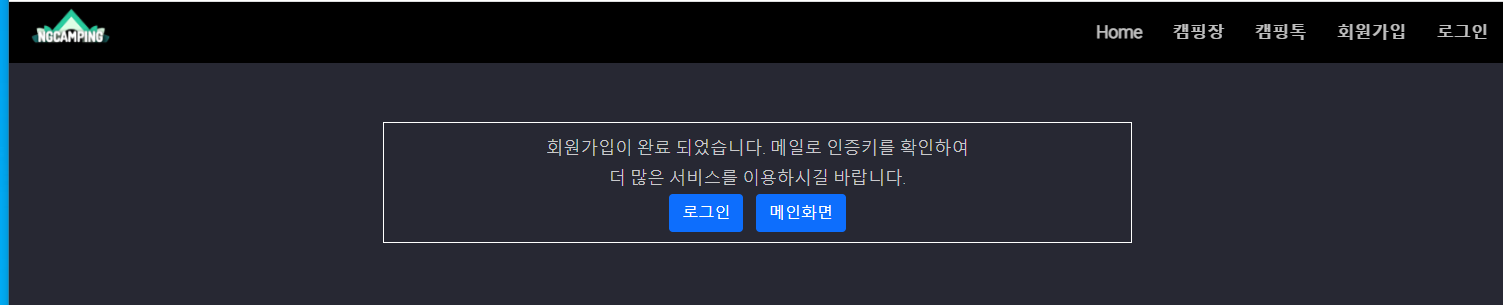 NGCAMPING
Home 캠핑장 캠핑톡 회원가입 로그인
회원가입이 완료 되었습니다. 메일로 인증키를 확인하여
더 많은 서비스를 이용하시길 바랍니다.
로그인 메인화면